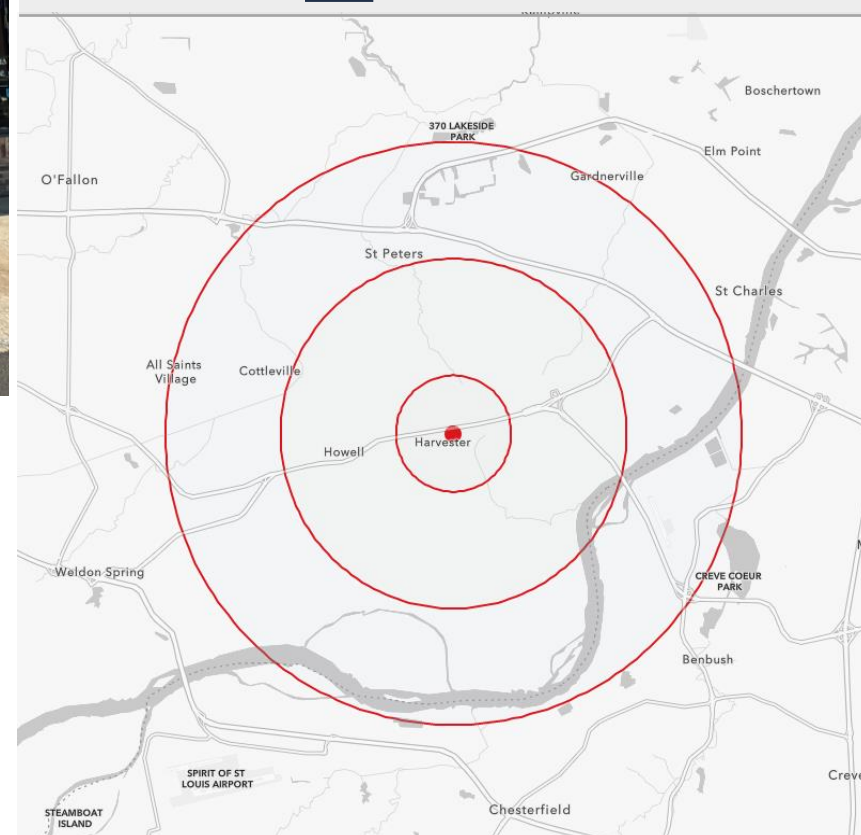 Boschertown
370 LAKESIDE
PARK
Elm Point
O'Fallon
Gardnerville
St Peters
St Charles
All Saints
Village
Cottleville
Harvester
Howell
Weldon Spring
CREVE COEUR
PARK
Benbush
SPIRIT OF ST
LOUIS AIRPORT
Creve
STEAMBOAT
ISLAND
Chesterfield